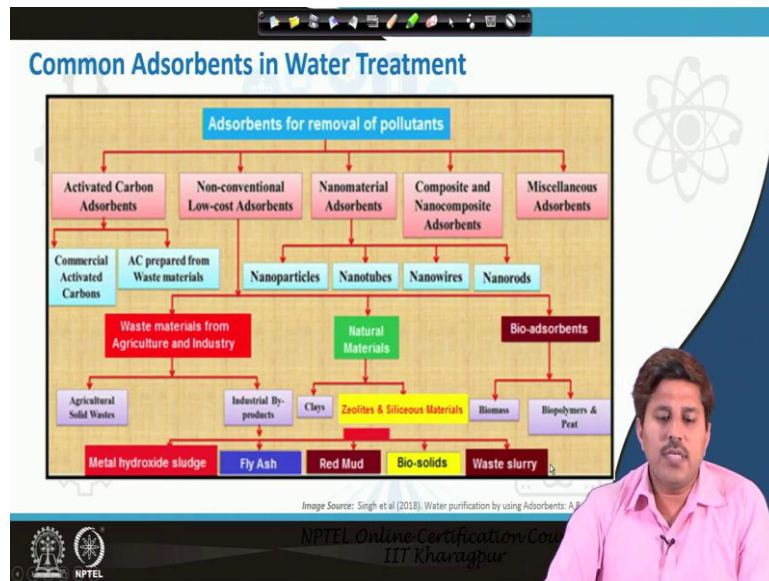 Common Adsorbents in Water Treatment
Adsorbents for removal of pollutants
Activated Carbon
Adsorbents
Non-conventional
Low-cost Adsorbents
Nanomaterial
Adsorbents
Composite and
Nanocomposite
Adsorbents
Miscellaneous
Adsorbents
Commercial
Activated
Carbons
AC prepared from
Waste materials
Nanoparticles
Nanotubes
Nanowires
Nanorods
Waste materials from
Agriculture and Industry
Natural
Materials
Bio-adsorbents
Agricultural
Solid Wastes
Industrial By-
products
Clays
Zeolites & Siliceous Materials
Biomass
Biopolymers &
Peat
Metal hydroxide sludge
Fly Ash
Red Mud
Bio-solids
Waste slurry
Image Source: Singh et al (2018). Water purification by using Adsorbents: A
NPTEL Online Certification
IIT Kharagpur
NPTEL